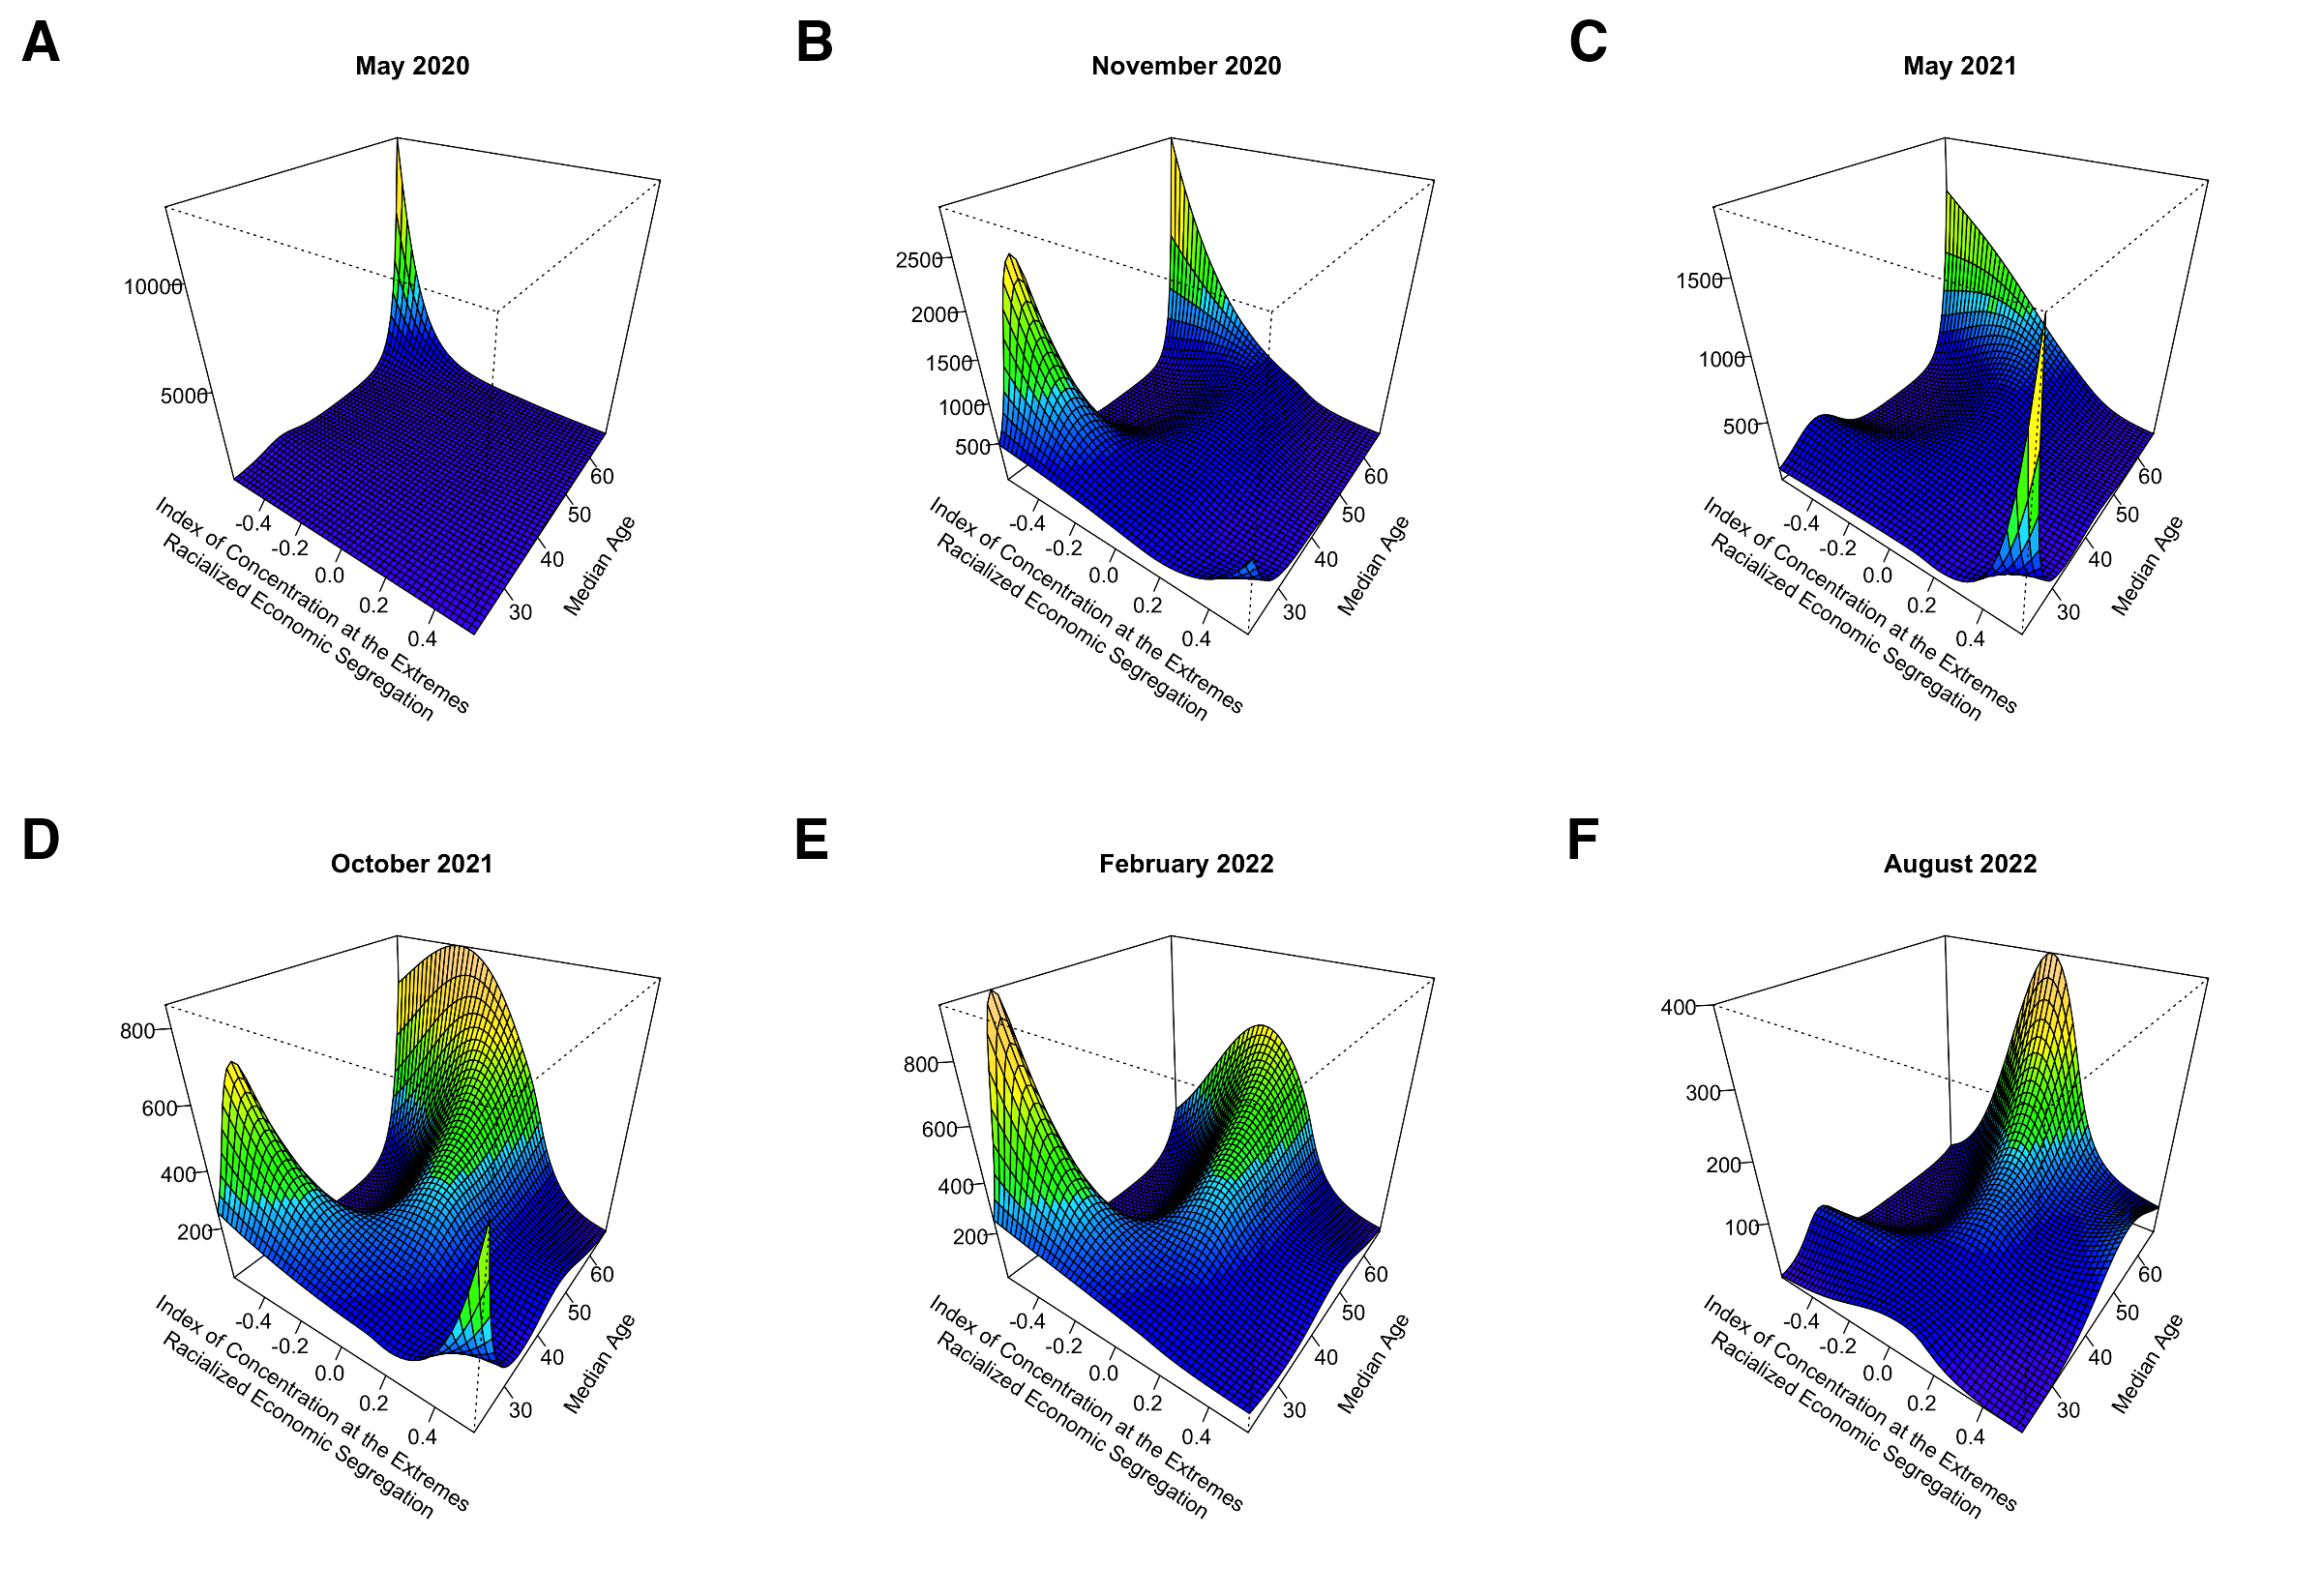 A
May 2020
10000
5000
-0.4
-0.2
0.0
0.2
0.4
Index of Concentration at the Extremes
Racialized Economic Segregation
30
40
50
60
Median Age
B
November 2020
2500
2000
1500
1000
500
-0.4
-0.2
0.0
0.2
0.4
Index of Concentration at the Extremes
Racialized Economic Segregation
30
40
50
60
Median Age
C
May 2021
1500
1000
500
-0.4
-0.2
0.0
0.2
0.4
Index of Concentration at the Extremes
Racialized Economic Segregation
30
40
50
60
Median Age
D
October 2021
800
600
400
200
-0.4
-0.2
0.0
0.2
0.4
Index of Concentration at the Extremes
Racialized Economic Segregation
30
40
50
60
Median Age
E
February 2022
800
600
400
200
-0.4
-0.2
0.0
0.2
0.4
Index of Concentration at the Extremes
Racialized Economic Segregation
30
40
50
60
Median Age
F
August 2022
400
300
200
100
-0.4
-0.2
0.0
0.2
0.4
Index of Concentration at the Extremes
Racialized Economic Segregation
30
40
50
60
Median Age